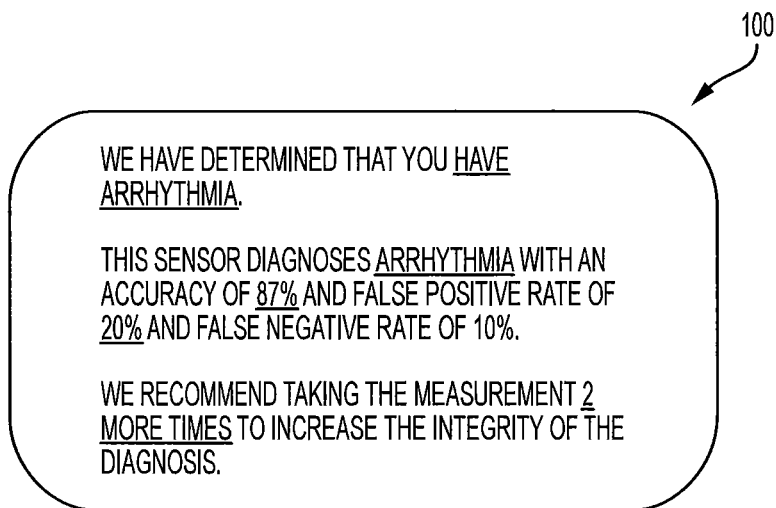 100
WE HAVE DETERMINED THAT YOU HAVE
ARRHYTHMIA.
THIS SENSOR DIAGNOSES ARRHYTHMIA WITH AN
ACCURACY OF 87% AND FALSE POSITIVE RATE OF
20% AND FALSE NEGATIVE RATE OF 10%.
WE RECOMMEND TAKING THE MEASUREMENT 2
MORE TIMES TO INCREASE THE INTEGRITY OF THE
DIAGNOSIS.